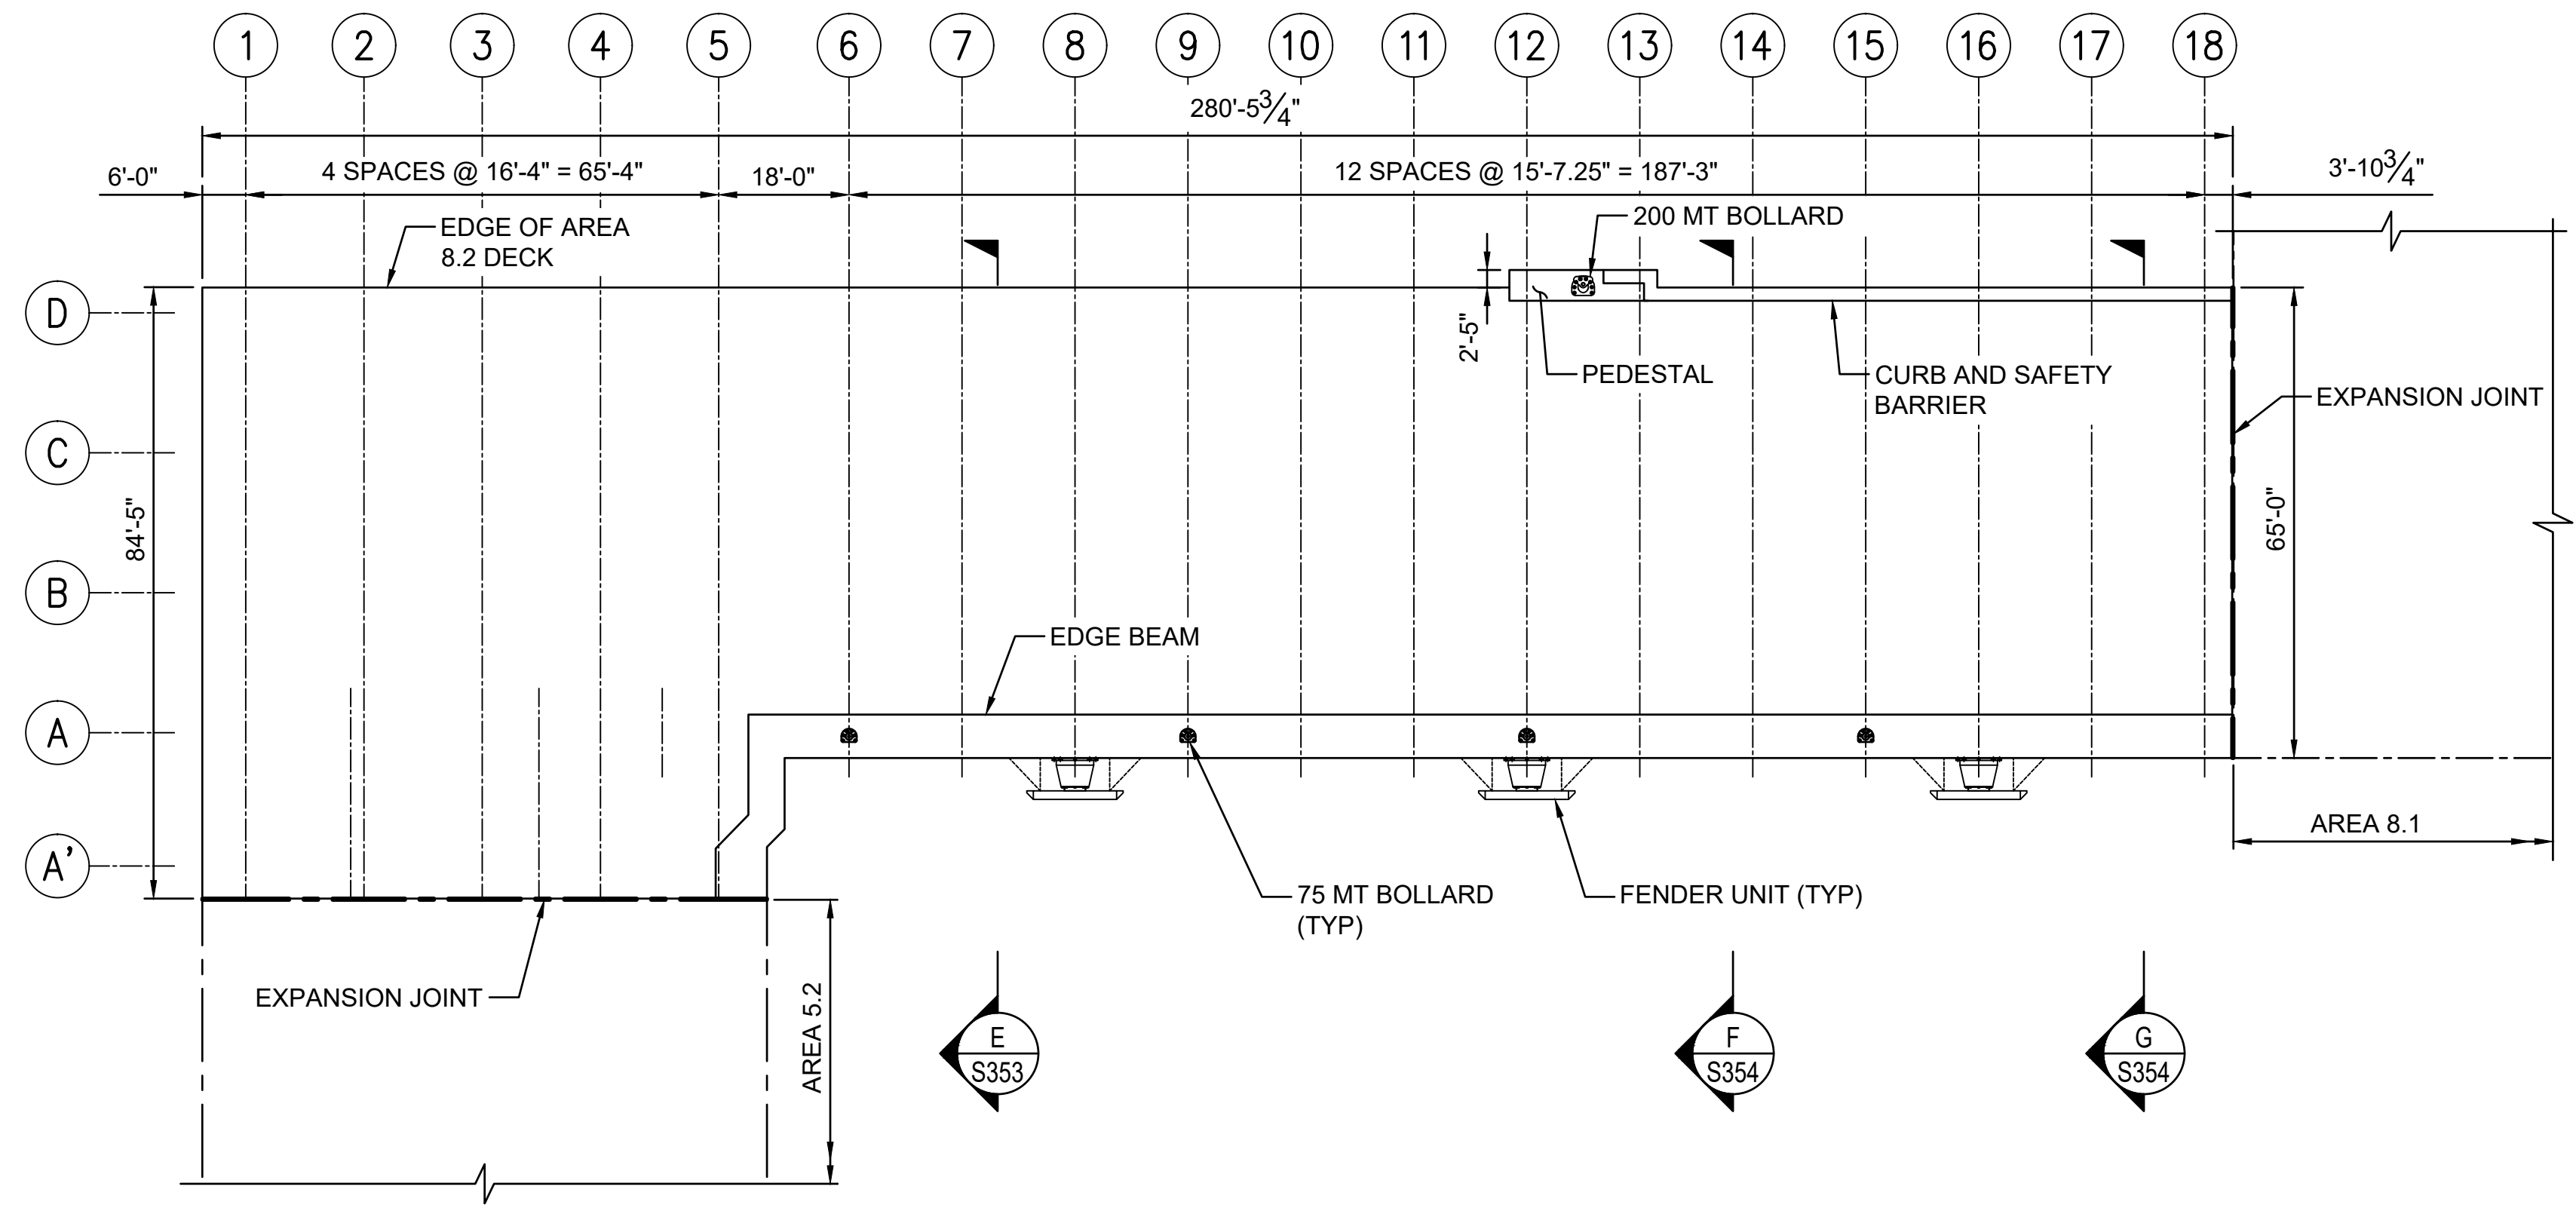 1 2 3 4 5 6 7 8 9 10 11 12 13 14 15 16 17 18
280'-5¾"
6'-0" 4 SPACES @ 16'-4" = 65'-4" 18'-0" 12 SPACES @ 15'-7.25" = 187'-3" 3'-10¾"
EDGE OF AREA
8.2 DECK
200 MT BOLLARD
D
2'-5"
PEDESTAL
CURB AND SAFETY
BARRIER
EXPANSION JOINT
C
84'-5"
65'-0"
B
EDGE BEAM
A
AREA 8.1
A'
75 MT BOLLARD
(TYP)
FENDER UNIT (TYP)
EXPANSION JOINT
AREA 5.2
E
S353
F
S354
G
S354